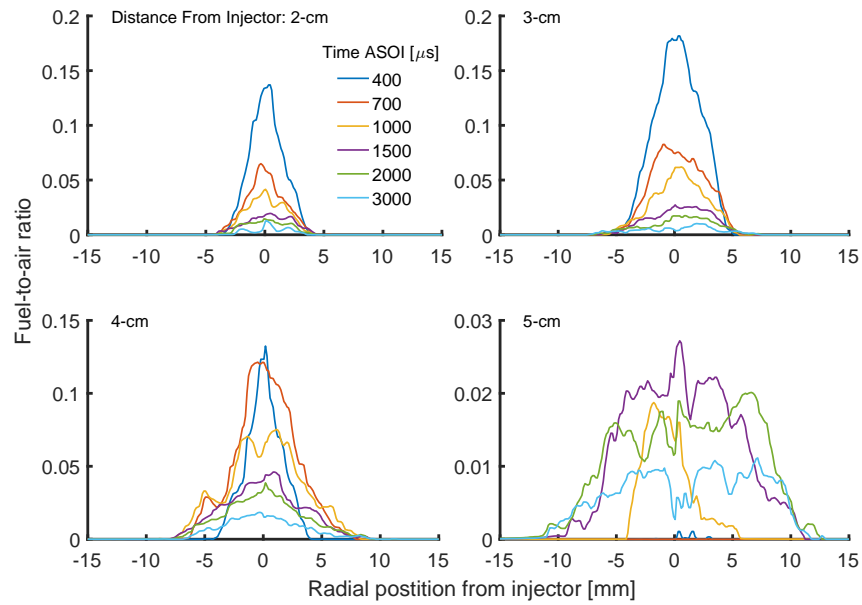 Distance From Injector: 2-cm
Time ASOI [μs]
400
700
1000
1500
2000
3000
0.2
0.15
0.1
0.05
0
-15 -10 -5 0 5 10 15
3-cm
0.2
0.15
0.1
0.05
0
-15 -10 -5 0 5 10 15
Fuel-to-air ratio
4-cm
0.15
0.1
0.05
0
-15 -10 -5 0 5 10 15
5-cm
0.03
0.02
0.01
0
-15 -10 -5 0 5 10 15
Radial postition from injector [mm]